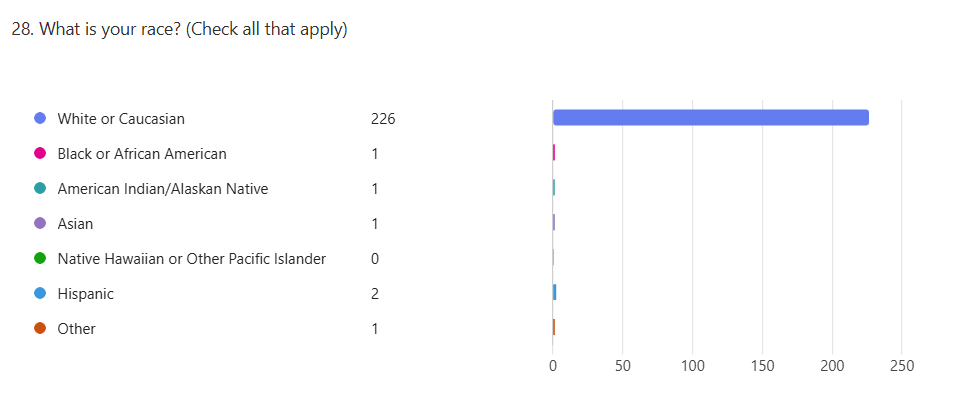 28. What is your race? (Check all that apply)
White or Caucasian 226
Black or African American 1
American Indian/Alaskan Native 1
Asian 1
Native Hawaiian or Other Pacific Islander 0
Hispanic 2
Other 1
0 50 100 150 200 250